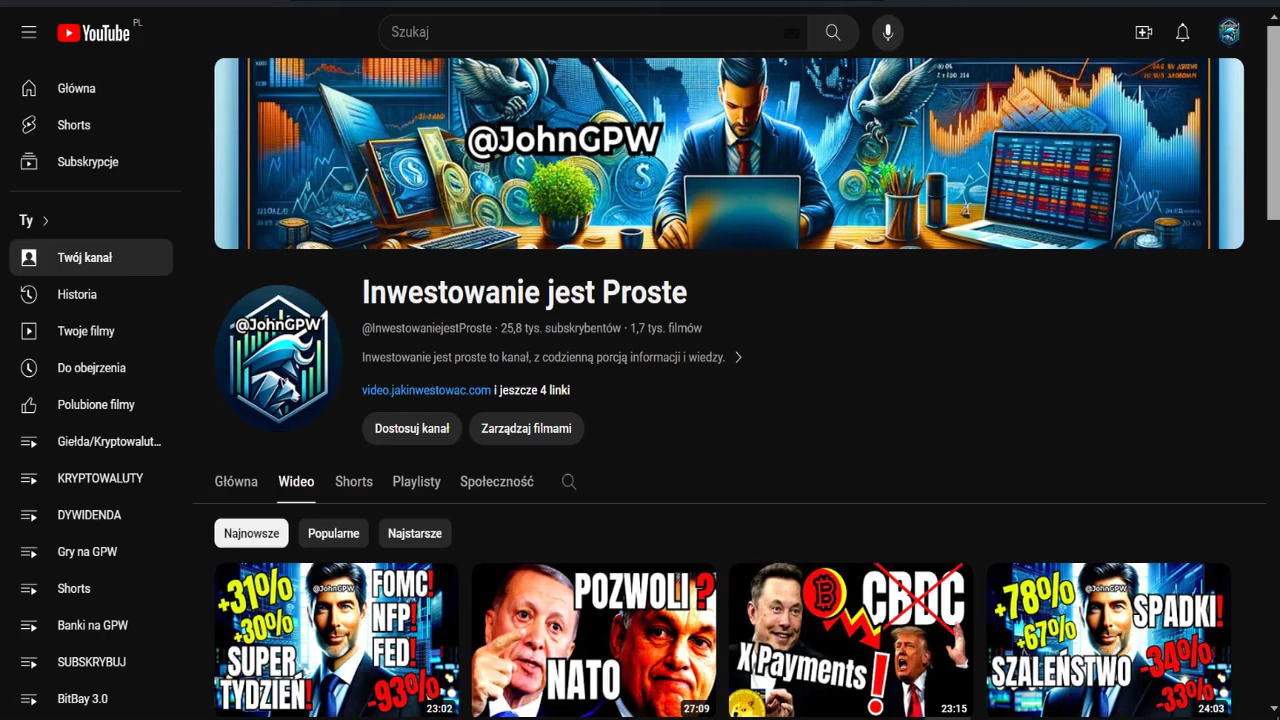 YouTube PL
Szukaj
Główna
Shorts
Subskrypcje
Ty
Twój kanał
Historia
Twoje filmy
Do obejrzenia
Polubione filmy
Giełda/Kryptowalut...
KRYPTOWALUTY
DYWIDENDA
Gry na GPW
Shorts
Banki na GPW
SUBSKRYBUJ
BitBay 3.0
@JohnGPW
@JohnGPW
Inwestowanie jest Proste
@InwestowaniejestProste · 25,8 tys. subskrybentów · 1,7 tys. filmów
Inwestowanie jest proste to kanał, z codzienną porcją informacji i wiedzy.
video.jakinwestowac.com i jeszcze 4 linki
Dostosuj kanał
Zarządzaj filmami
Główna Wideo Shorts Playlisty Społeczność
Najnowsze Popularne Najstarsze
+31%
+30%
@JohnGPW
FOMC!
NFP!
FED!
SUPER
TYDZIEŃ!
-93%
23:02
POZWOLI?
NATO
27:09
CBDC
X Payments!
23:15
+78%
+67%
@JohnGPW
SPADKI!
SZALEŃSTWO
-34%
-33%
24:03